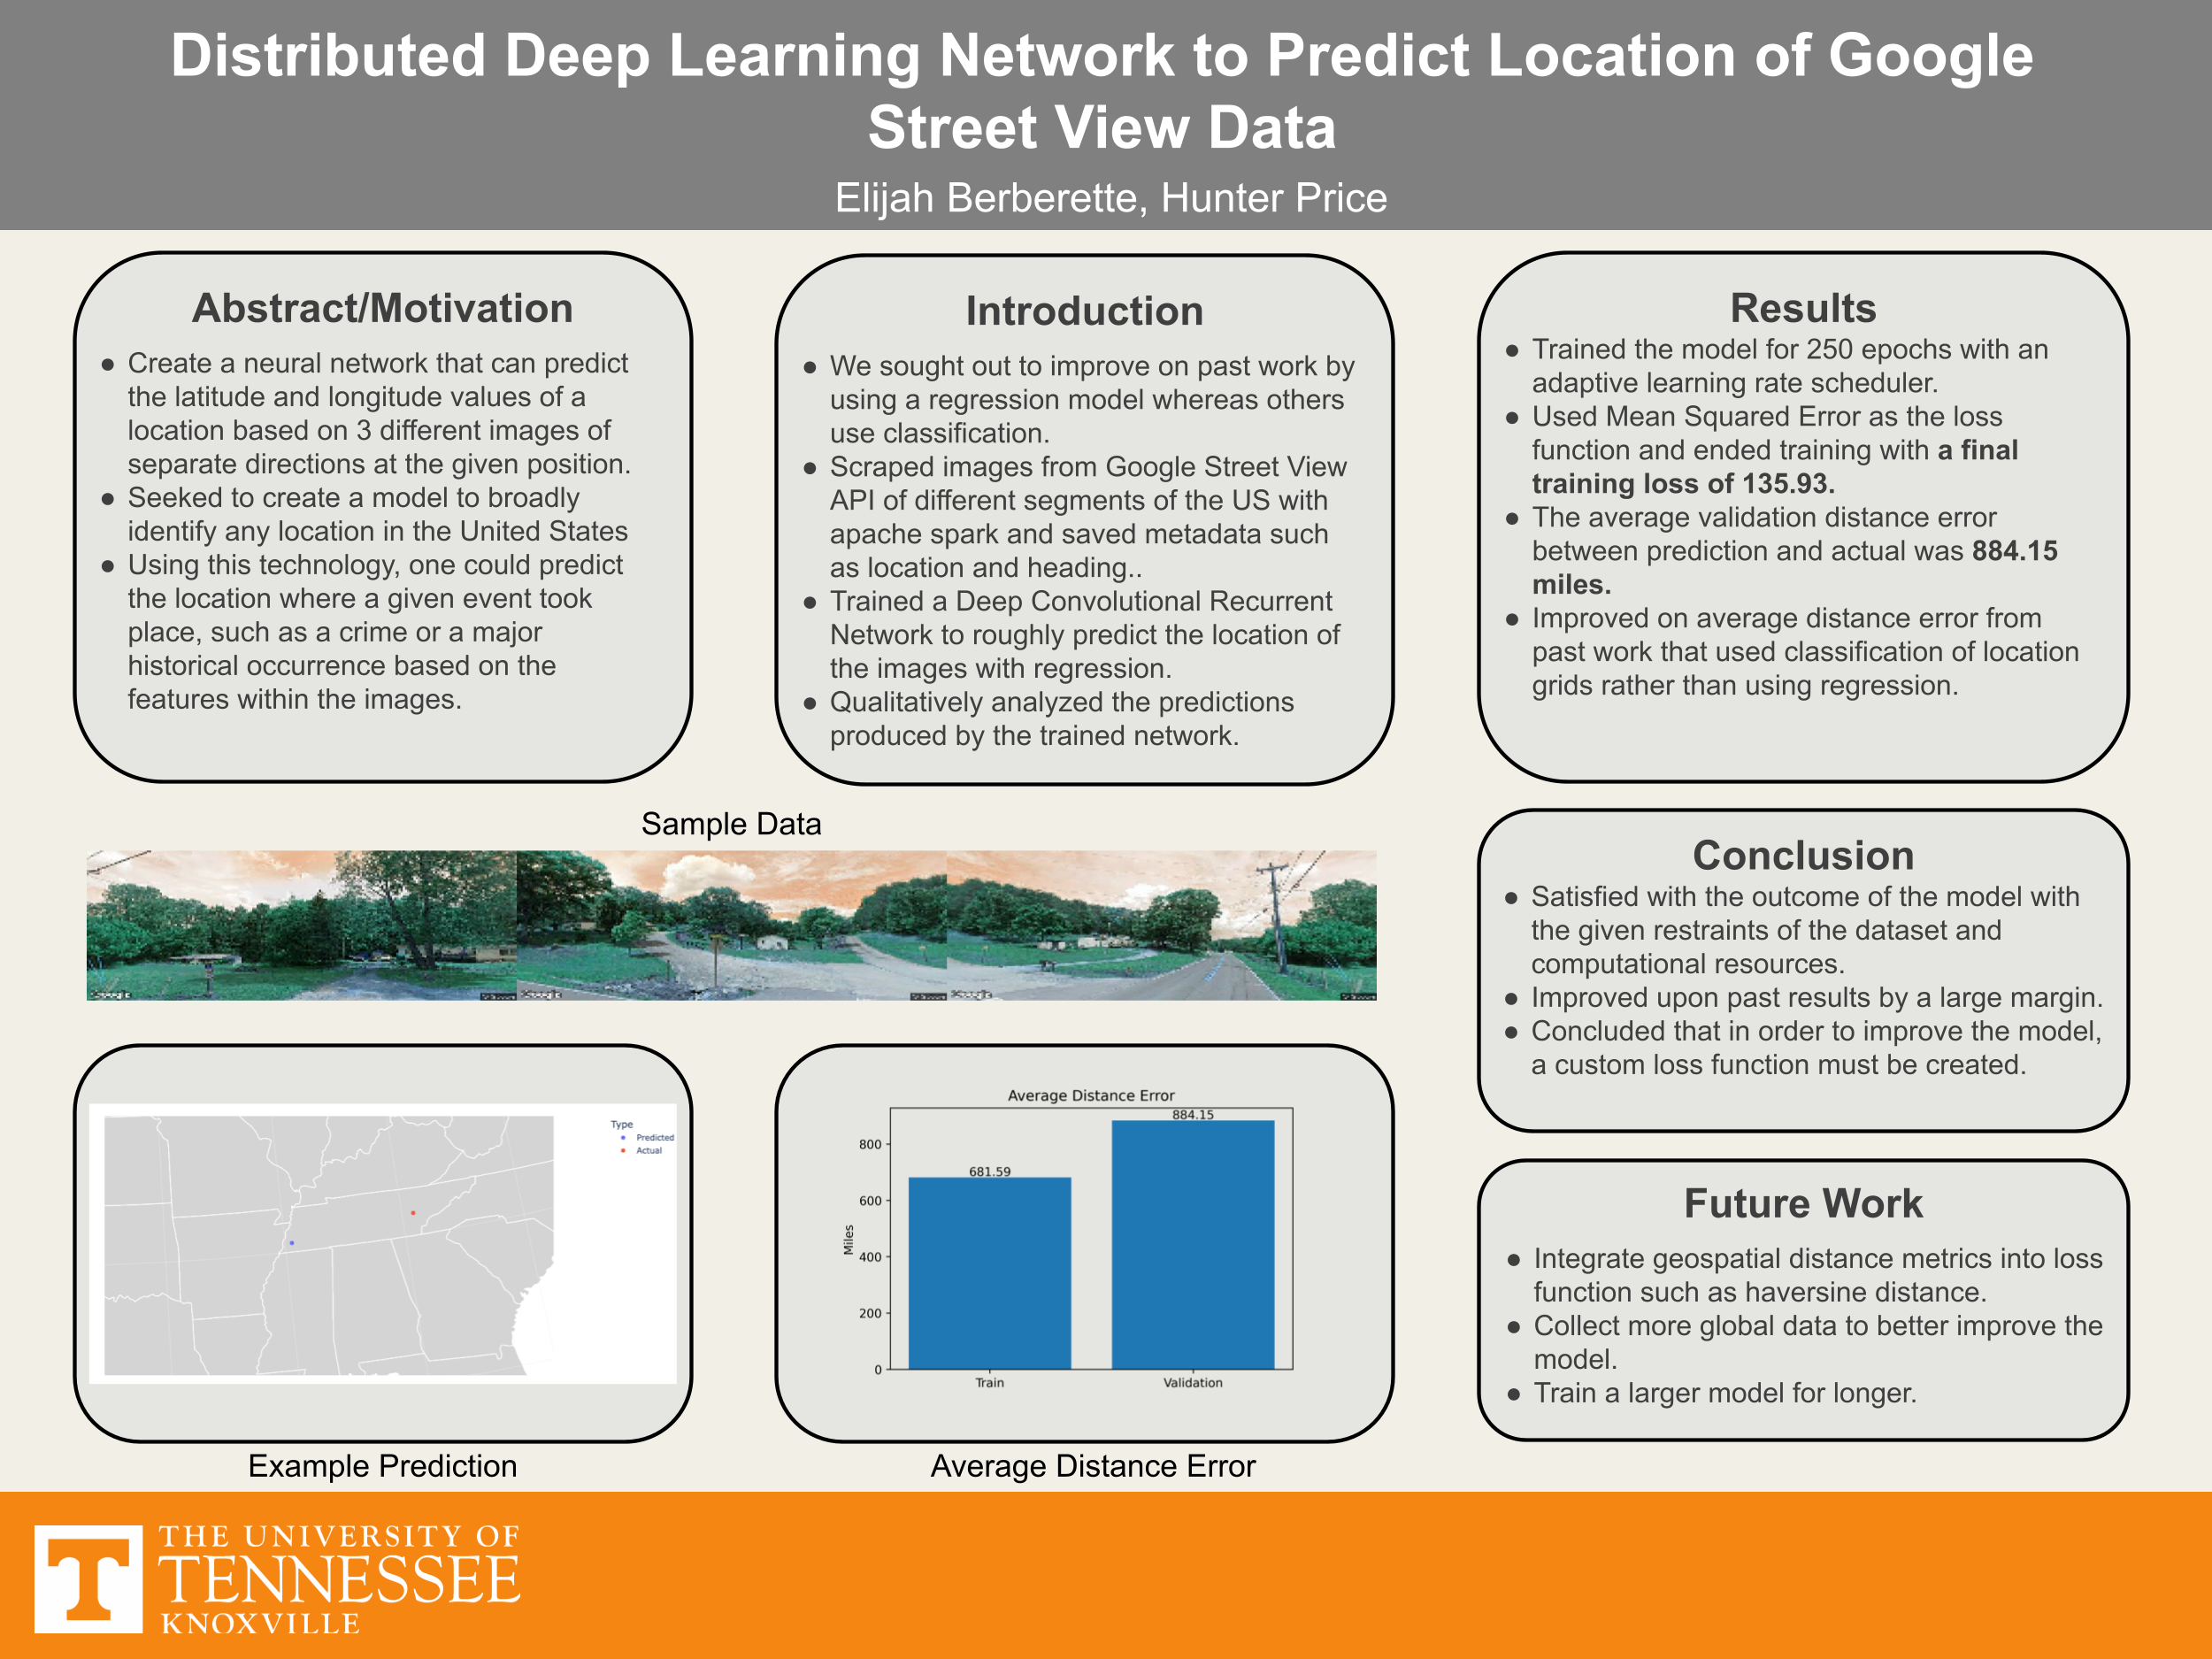 Distributed Deep Learning Network to Predict Location of Google
Street View Data
Elijah Berberette, Hunter Price
Abstract/Motivation
● Create a neural network that can predict
the latitude and longitude values of a
location based on 3 different images of
separate directions at the given position.
● Seeked to create a model to broadly
identify any location in the United States
● Using this technology, one could predict
the location where a given event took
place, such as a crime or a major
historical occurrence based on the
features within the images.
Introduction
● We sought out to improve on past work by
using a regression model whereas others
use classification.
● Scraped images from Google Street View
API of different segments of the US with
apache spark and saved metadata such
as location and heading..
● Trained a Deep Convolutional Recurrent
Network to roughly predict the location of
the images with regression.
● Qualitatively analyzed the predictions
produced by the trained network.
Results
● Trained the model for 250 epochs with an
adaptive learning rate scheduler.
● Used Mean Squared Error as the loss
function and ended training with a final
training loss of 135.93.
● The average validation distance error
between prediction and actual was 884.15
miles.
● Improved on average distance error from
past work that used classification of location
grids rather than using regression.
Sample Data
Google
Google
Google
Conclusion
● Satisfied with the outcome of the model with
the given restraints of the dataset and
computational resources.
● Improved upon past results by a large margin.
● Concluded that in order to improve the model,
a custom loss function must be created.
Type
Predicted
Actual
Example Prediction
Average Distance Error
884.15
681.59
800
600
400
200
0
Miles
Train
Validation
Average Distance Error
Future Work
● Integrate geospatial distance metrics into loss
function such as haversine distance.
● Collect more global data to better improve the
model.
● Train a larger model for longer.
T
THE UNIVERSITY OF
TENNESSEE
KNOXVILLE